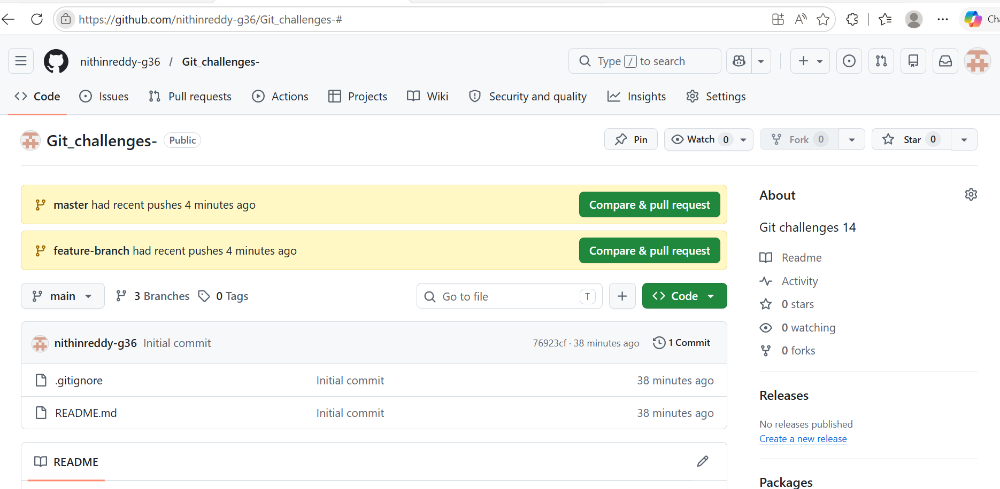 https://github.com/nithinreddy-g36/Git_challenges-#
nithinreddy-g36 / Git_challenges-
Type / to search
Code Issues Pull requests Actions Projects Wiki Security and quality Insights Settings
Git_challenges- Public
Pin Watch 0 Fork 0 Star 0
master had recent pushes 4 minutes ago
Compare & pull request
feature-branch had recent pushes 4 minutes ago
Compare & pull request
main 3 Branches 0 Tags
Go to file T
Code
nithinreddy-g36 Initial commit 76923cf · 38 minutes ago 1 Commit
.gitignore Initial commit 38 minutes ago
README.md Initial commit 38 minutes ago
README
About
Git challenges 14
Readme
Activity
0 stars
0 watching
0 forks
Releases
No releases published
Create a new release
Packages